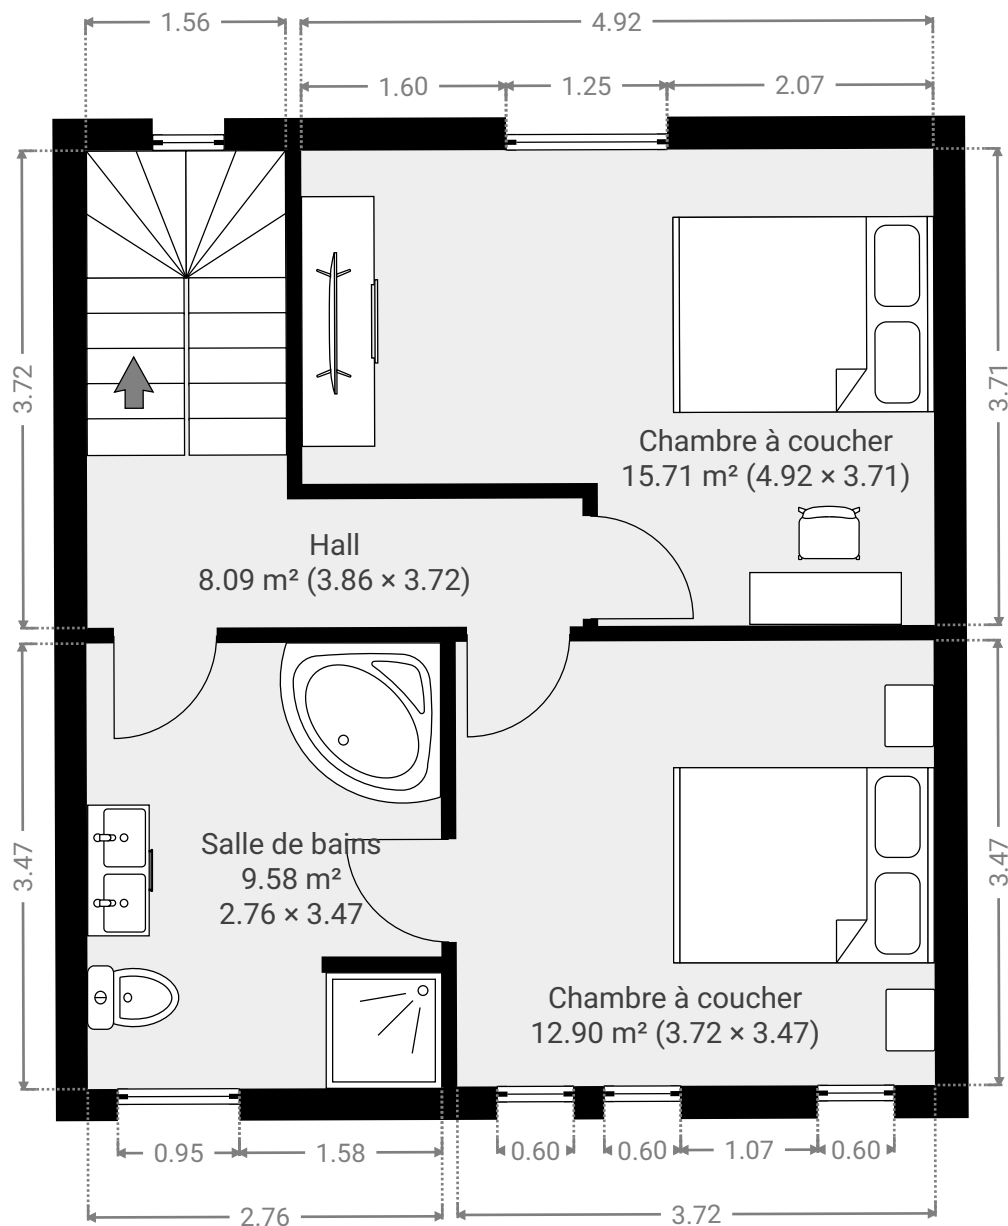 1.56
4.92
1.60
1.25
2.07
3.72
3.71
Chambre à coucher
15.71 m² (4.92 × 3.71)
Hall
8.09 m² (3.86 × 3.72)
3.47
3.47
Salle de bains
9.58 m²
2.76 × 3.47
Chambre à coucher
12.90 m² (3.72 × 3.47)
0.95
1.58
0.60
0.60
1.07
0.60
2.76
3.72